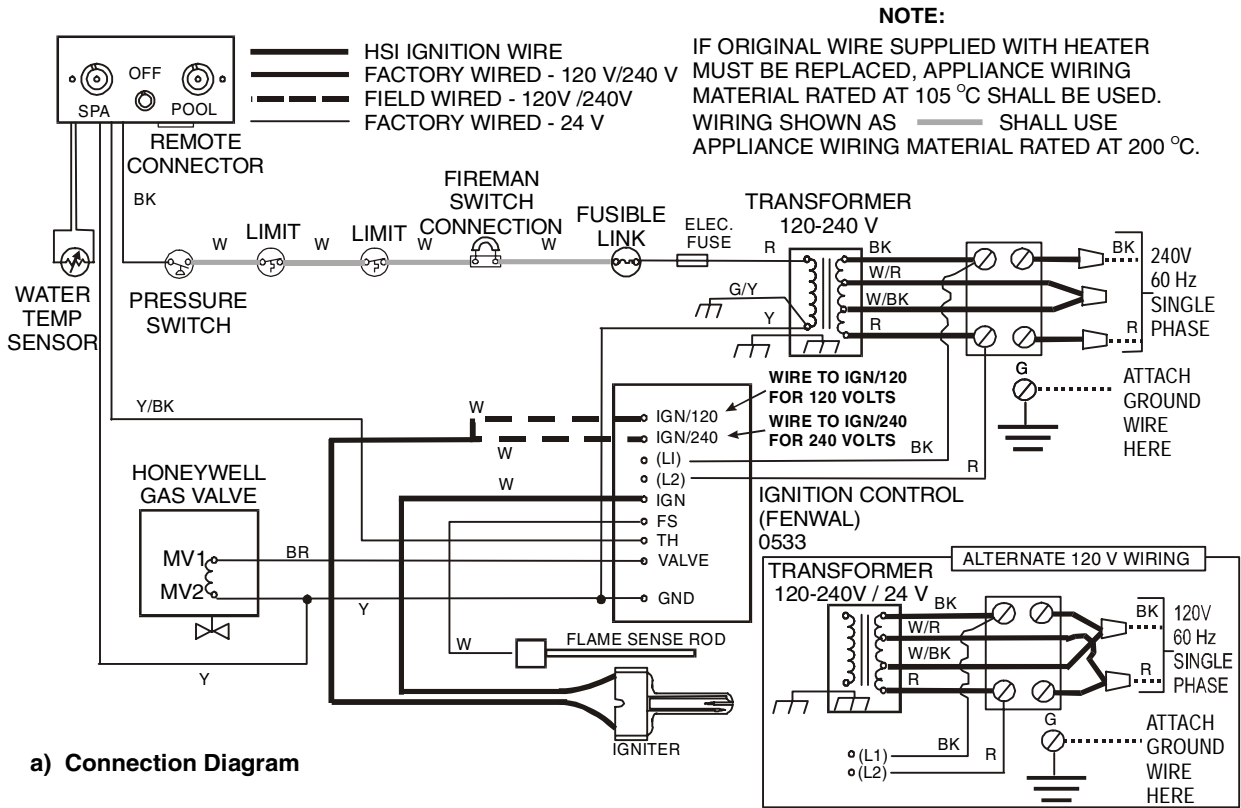 NOTE:
IF ORIGINAL WIRE SUPPLIED WITH HEATER
MUST BE REPLACED, APPLIANCE WIRING
MATERIAL RATED AT 105 °C SHALL BE USED.
WIRING SHOWN AS SHALL USE
APPLIANCE WIRING MATERIAL RATED AT 200 °C.
HSI IGNITION WIRE
FACTORY WIRED - 120 V/240 V
FIELD WIRED - 120V /240V
FACTORY WIRED - 24 V
OFF
SPA
POOL
REMOTE
CONNECTOR
BK
WATER
TEMP
SENSOR
PRESSURE
SWITCH
W
LIMIT
W
LIMIT
W
FIREMAN
SWITCH
CONNECTION
W
FUSIBLE
LINK
ELEC.
FUSE
R
G/Y
Y
TRANSFORMER
120-240 V
BK
W/R
W/BK
R
BK
R
240V
60 Hz
SINGLE
PHASE
G
ATTACH
GROUND
WIRE
HERE
WIRE TO IGN/120
FOR 120 VOLTS
WIRE TO IGN/240
FOR 240 VOLTS
BK
R
Y/BK
W
W
W
IGN/120
IGN/240
(LI)
(L2)
IGN
FS
TH
VALVE
GND
IGNITION CONTROL
(FENWAL)
0533
HONEYWELL
GAS VALVE
MV1
MV2
BR
Y
Y
W
FLAME SENSE ROD
IGNITER
ALTERNATE 120 V WIRING
TRANSFORMER
120-240V / 24 V
BK
W/R
W/BK
R
BK
R
120V
60 Hz
SINGLE
PHASE
G
ATTACH
GROUND
WIRE
HERE
BK
R
(L1)
(L2)
a) Connection Diagram